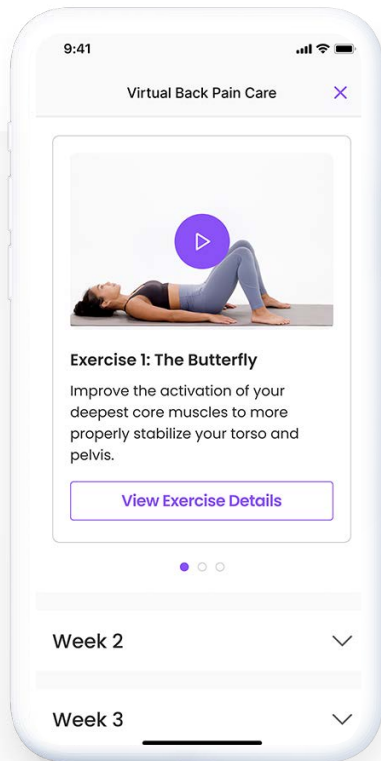 9:41
Virtual Back Pain Care
Exercise 1: The Butterfly
Improve the activation of your
deepest core muscles to more
properly stabilize your torso and
pelvis.
View Exercise Details
Week 2
Week 3